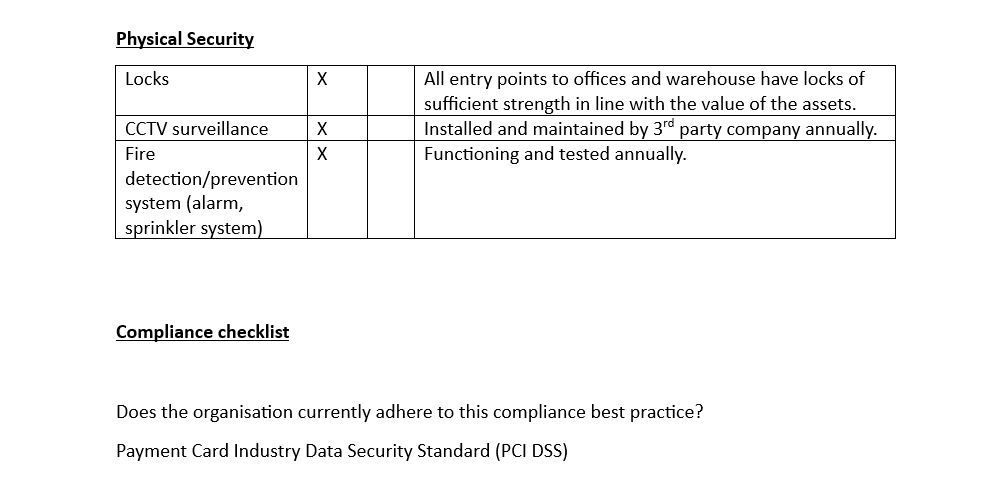 Physical Security
Locks X All entry points to offices and warehouse have locks of
sufficient strength in line with the value of the assets.
CCTV surveillance X Installed and maintained by 3rd party company annually.
Fire X Functioning and tested annually.
detection/prevention
system (alarm,
sprinkler system)
Compliance checklist
Does the organisation currently adhere to this compliance best practice?
Payment Card Industry Data Security Standard (PCI DSS)